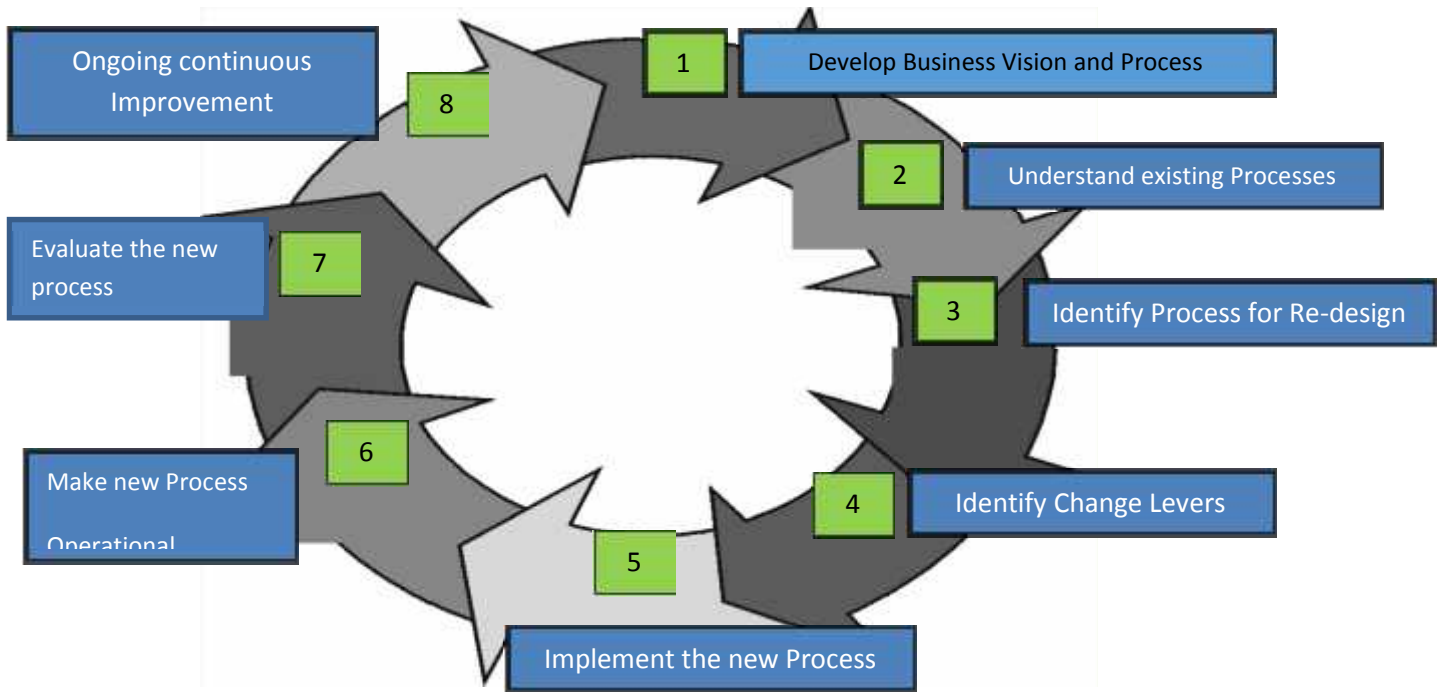 1
Develop Business Vision and Process
2
Understand existing Processes
3
Identify Process for Re-design
4
Identify Change Levers
5
Implement the new Process
6
Make new Process
Operational
7
Evaluate the new
process
8
Ongoing continuous
Improvement